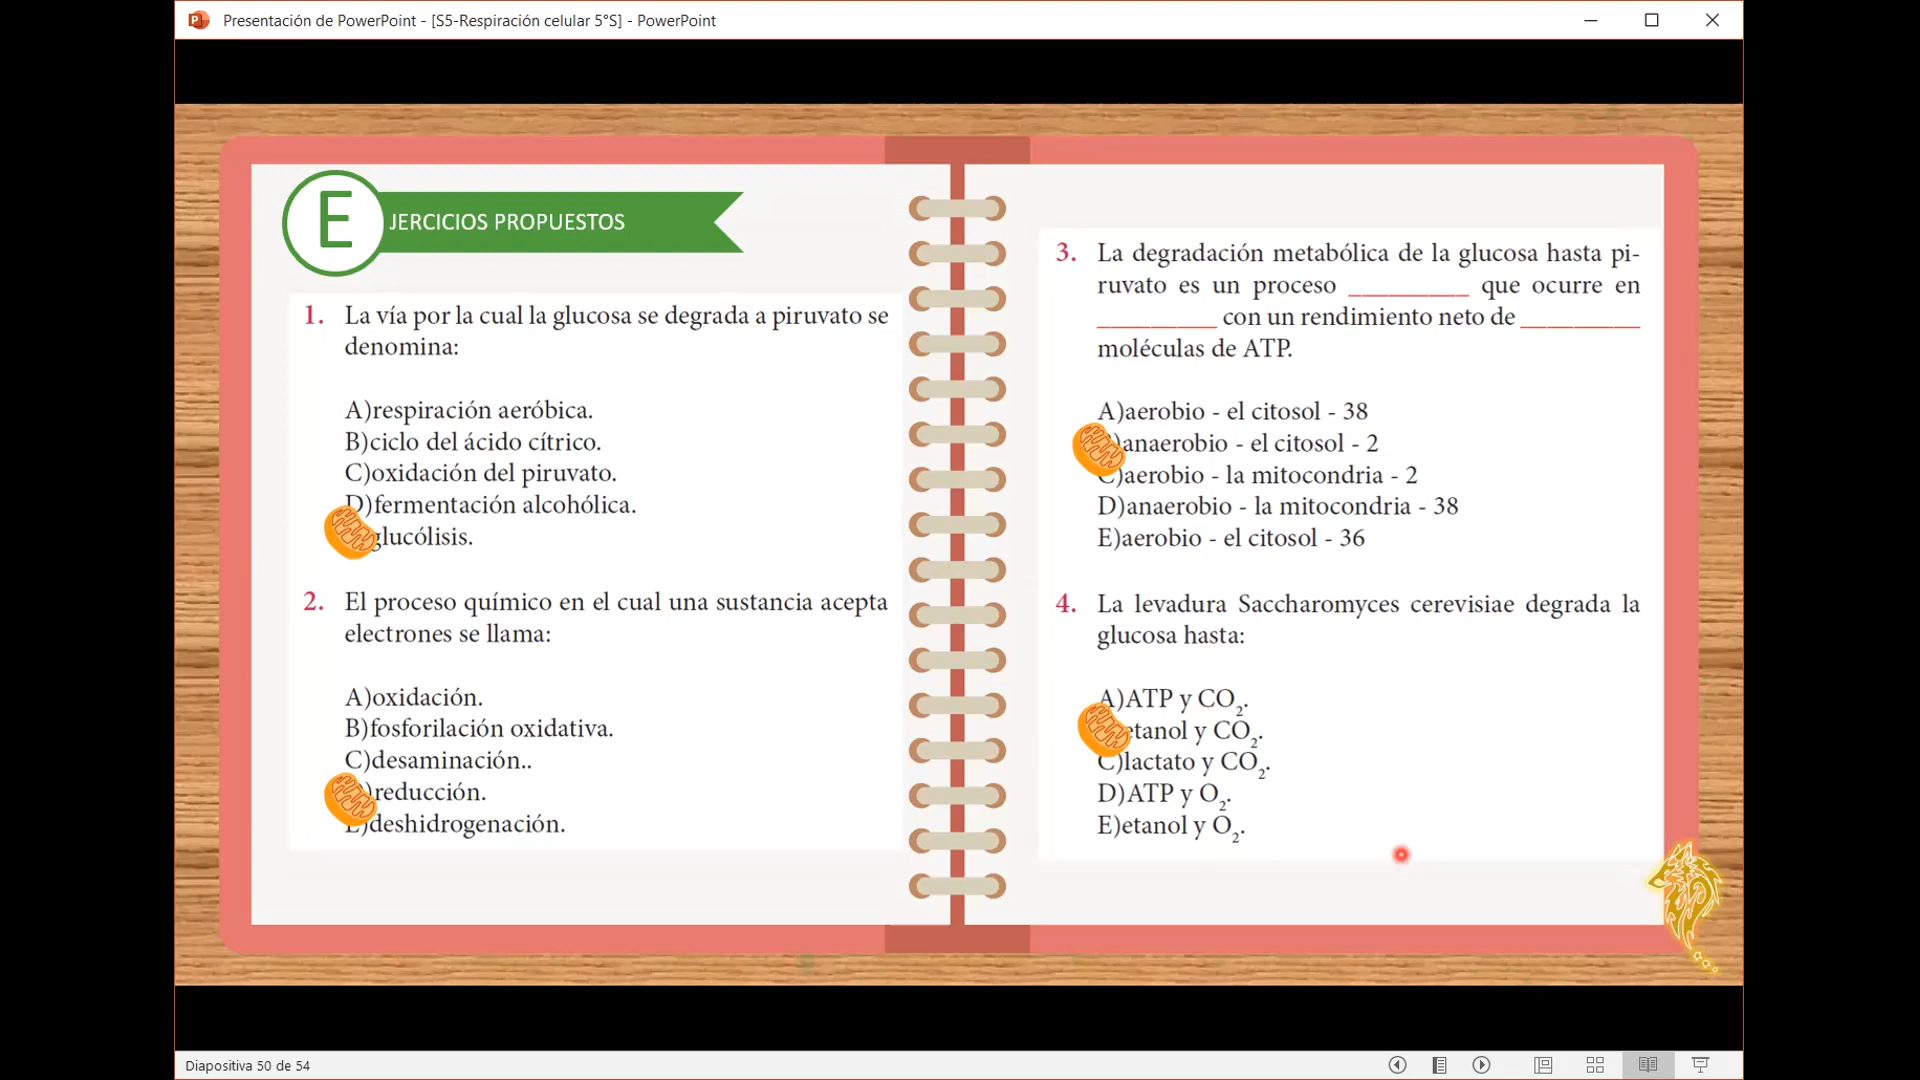 Presentación de PowerPoint - [S5-Respiración celular 5°S] - PowerPoint
E JERCICIOS PROPUESTOS
1. La vía por la cual la glucosa se degrada a piruvato se
denomina:
A)respiración aeróbica.
B)ciclo del ácido cítrico.
C)oxidación del piruvato.
D)fermentación alcohólica.
glucólisis.
2. El proceso químico en el cual una sustancia acepta
electrones se llama:
A)oxidación.
B)fosforilación oxidativa.
C)desaminación..
)reducción.
E)deshidrogenación.
3. La degradación metabólica de la glucosa hasta pi-
ruvato es un proceso _________ que ocurre en
_________ con un rendimiento neto de _________
moléculas de ATP.
A)aerobio - el citosol - 38
)anaerobio - el citosol - 2
C)aerobio - la mitocondria - 2
D)anaerobio - la mitocondria - 38
E)aerobio - el citosol - 36
4. La levadura Saccharomyces cerevisiae degrada la
glucosa hasta:
A)ATP y CO₂.
etanol y CO₂.
C)lactato y CO₂.
D)ATP y O₂.
E)etanol y O₂.
Diapositiva 50 de 54